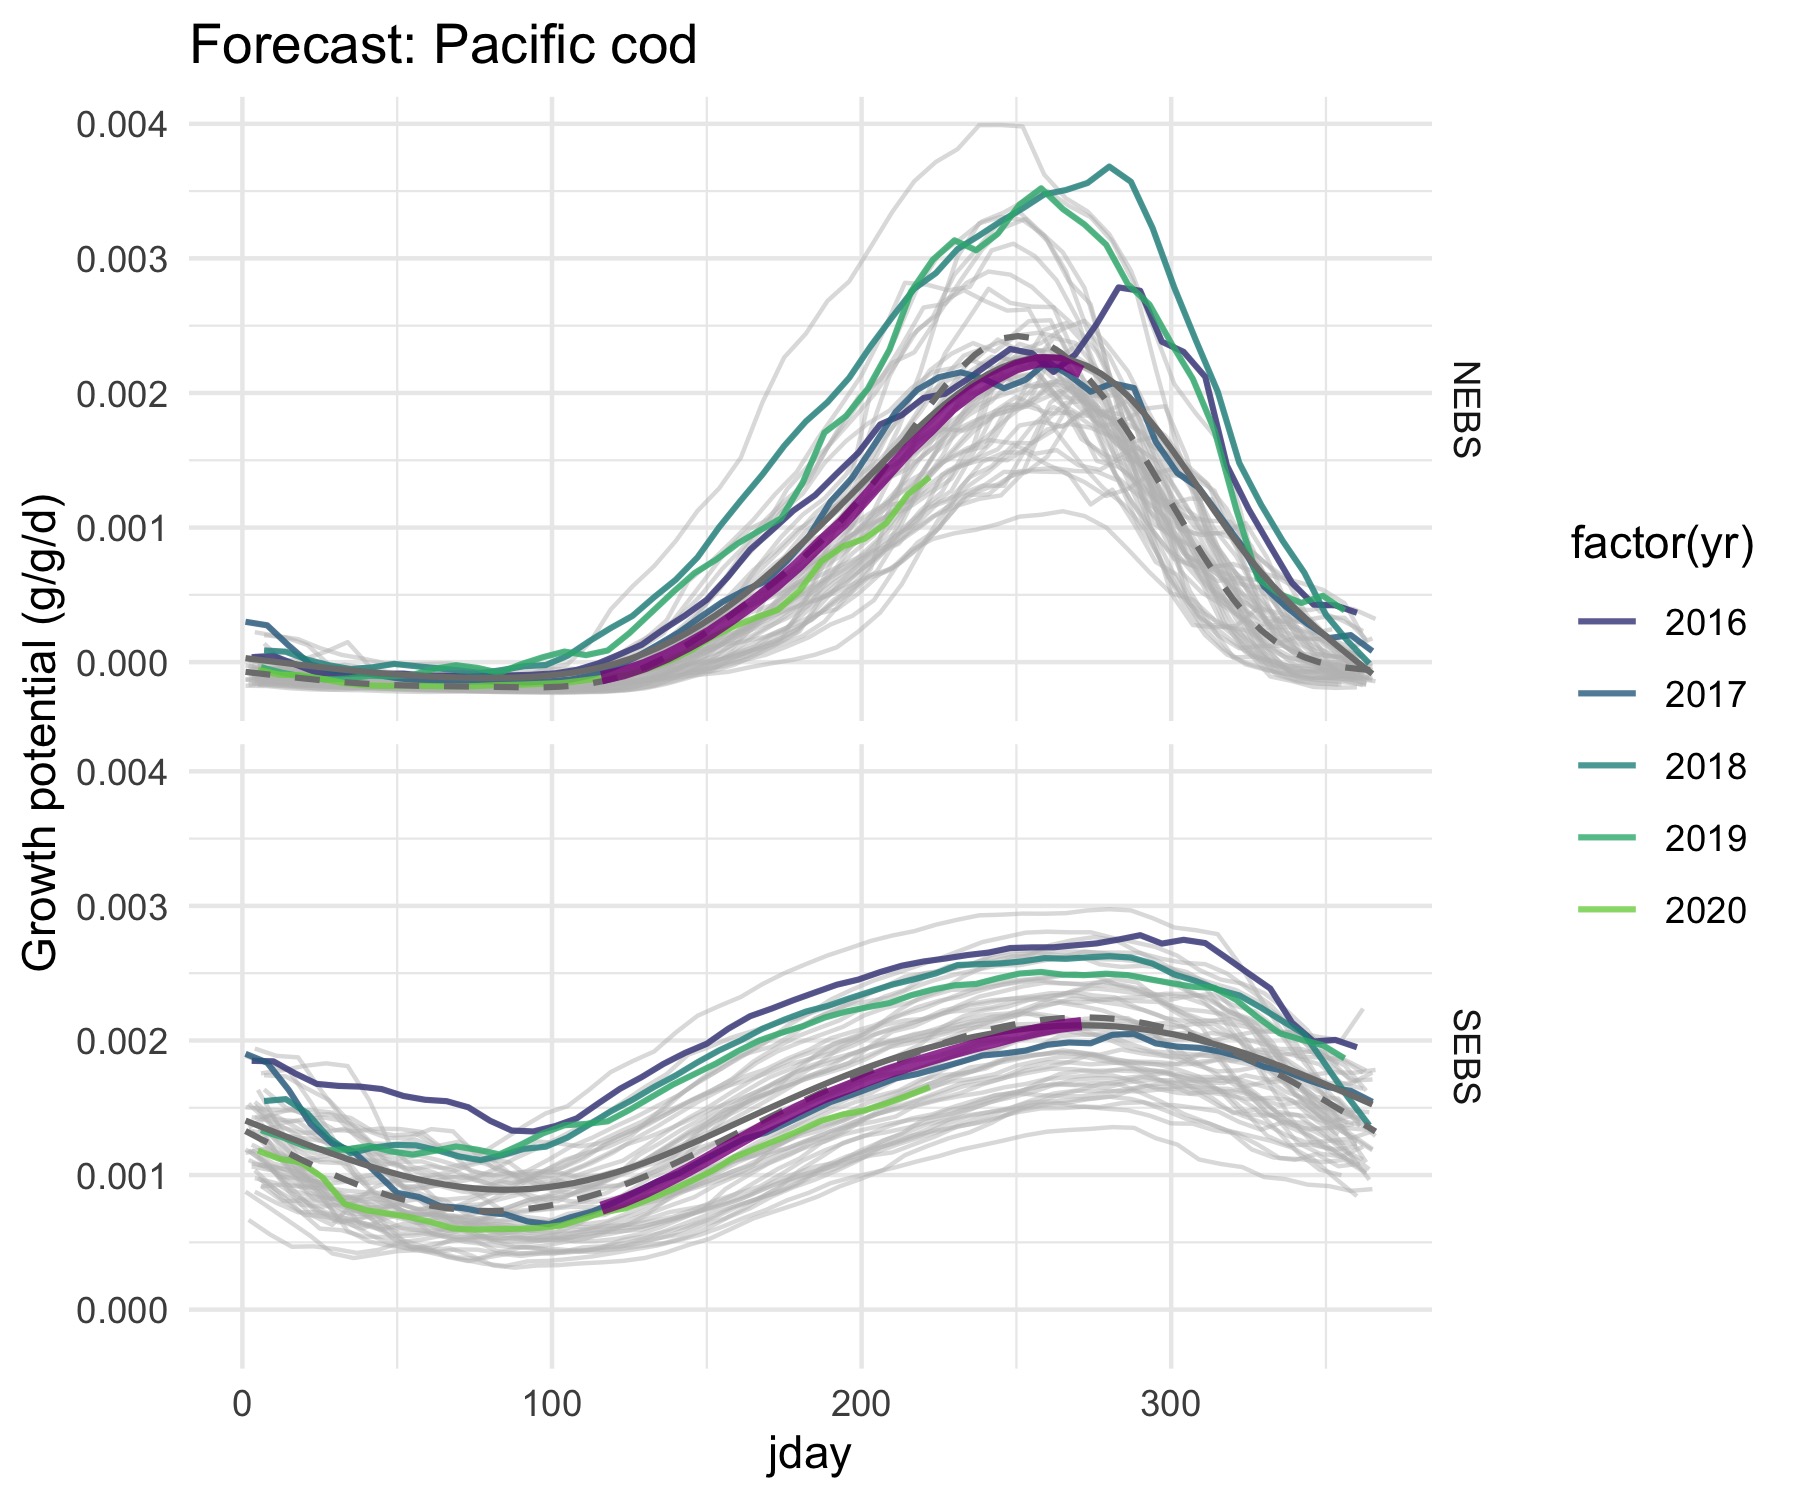 Forecast: Pacific cod
Growth potential (g/g/d)
0.004
0.003
0.002
0.001
0.000
NEBS
0.004
0.003
0.002
0.001
0.000
SEBS
0 100 200 300
jday
factor(yr)
2016
2017
2018
2019
2020